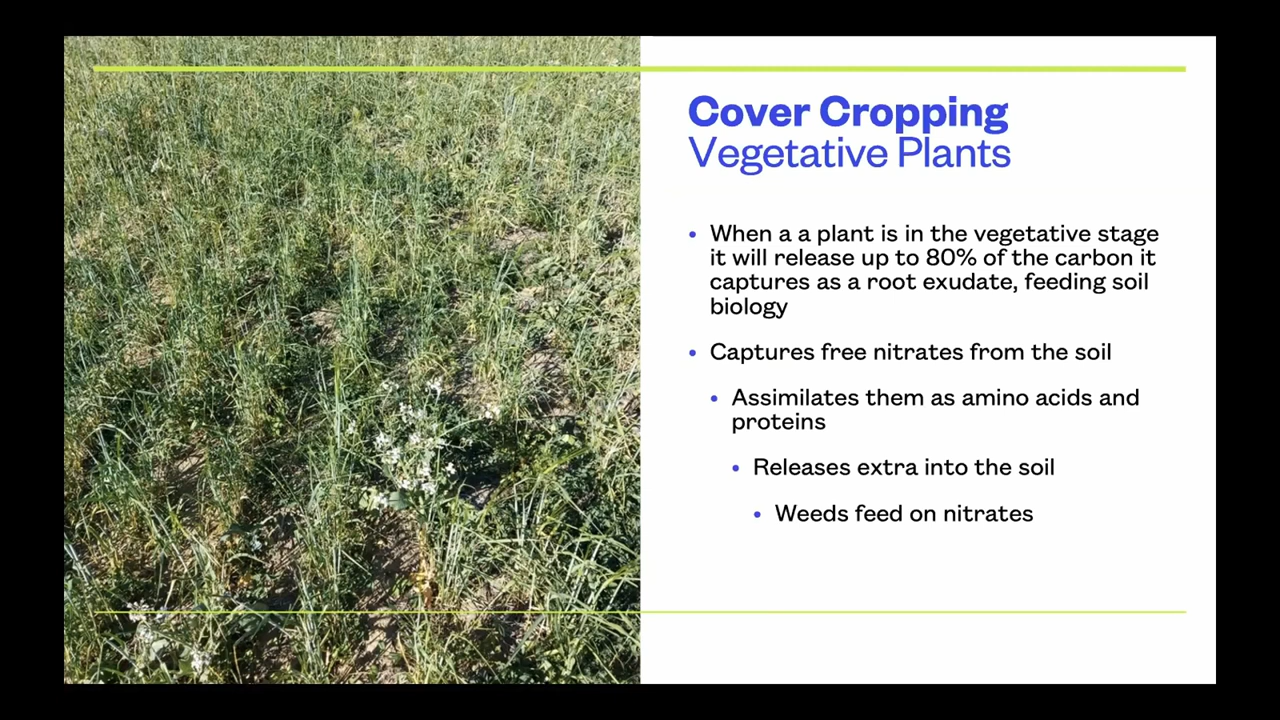 Cover Cropping
Vegetative Plants
• When a a plant is in the vegetative stage
it will release up to 80% of the carbon it
captures as a root exudate, feeding soil
biology
• Captures free nitrates from the soil
• Assimilates them as amino acids and
proteins
• Releases extra into the soil
• Weeds feed on nitrates